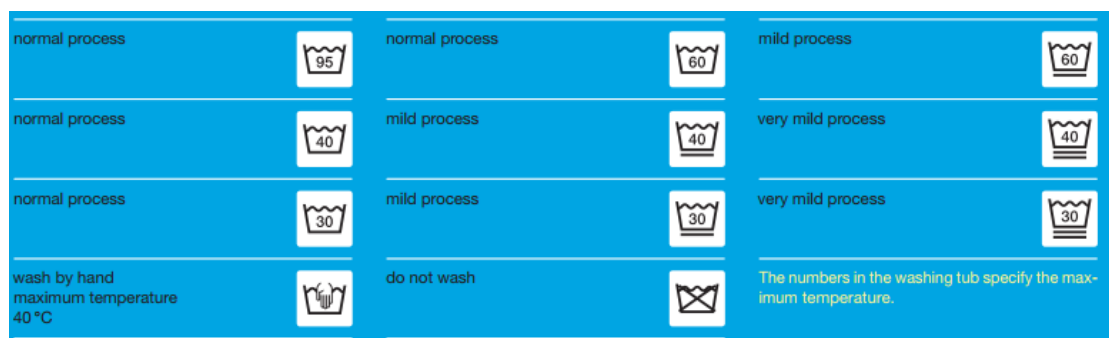 normal process
95
normal process
60
mild process
60
normal process
40
mild process
40
very mild process
40
normal process
30
mild process
30
very mild process
30
wash by hand
maximum temperature
40 °C
do not wash
The numbers in the washing tub specify the max-
imum temperature.